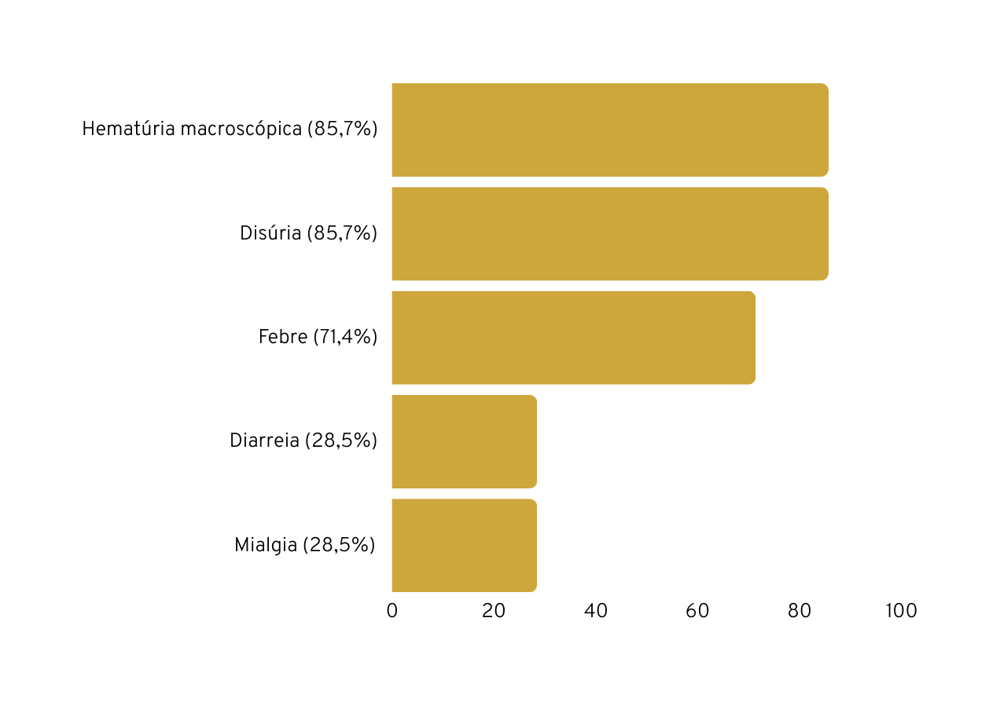 Hematúria macroscópica (85,7%)
Disúria (85,7%)
Febre (71,4%)
Diarreia (28,5%)
Mialgia (28,5%)
0 20 40 60 80 100